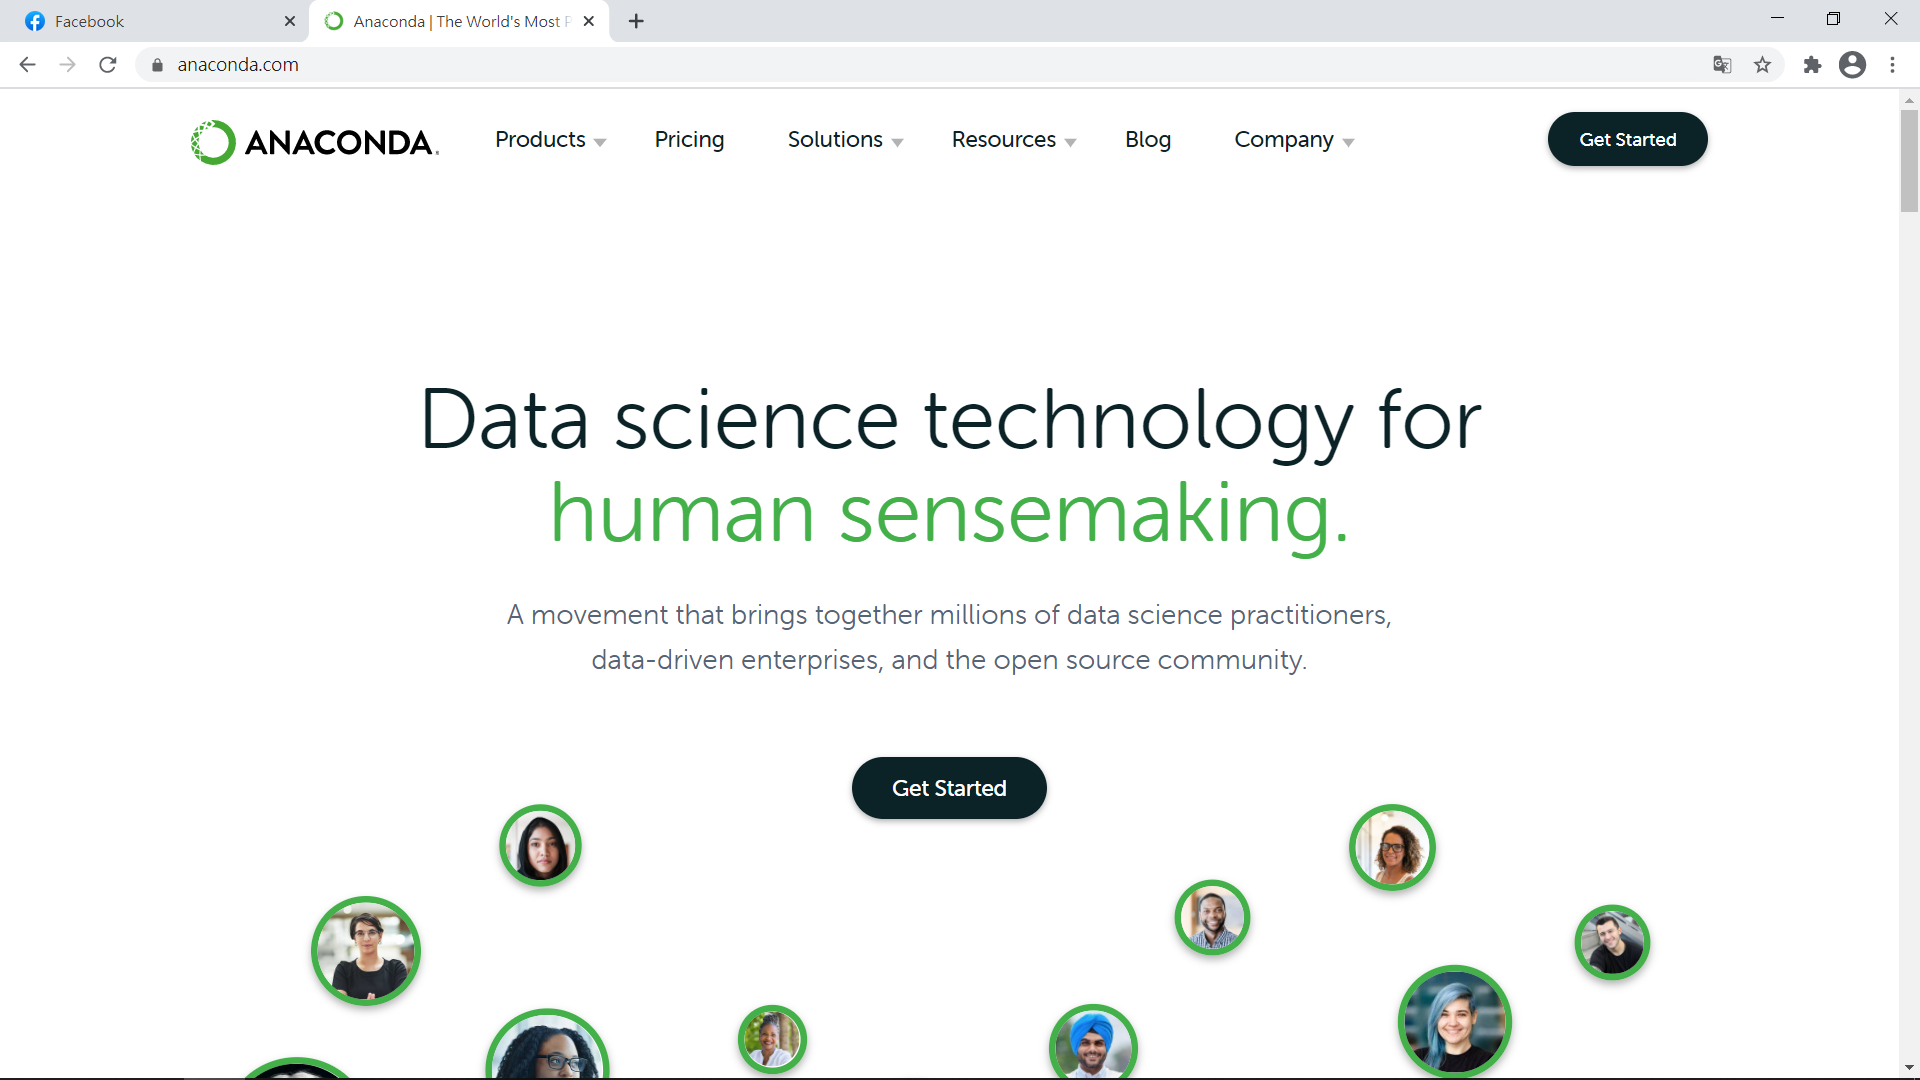 Facebook
Anaconda | The World's Most P
anaconda.com
ANACONDA.
Products
Pricing
Solutions
Resources
Blog
Company
Get Started
Data science technology for
human sensemaking.
A movement that brings together millions of data science practitioners,
data-driven enterprises, and the open source community.
Get Started